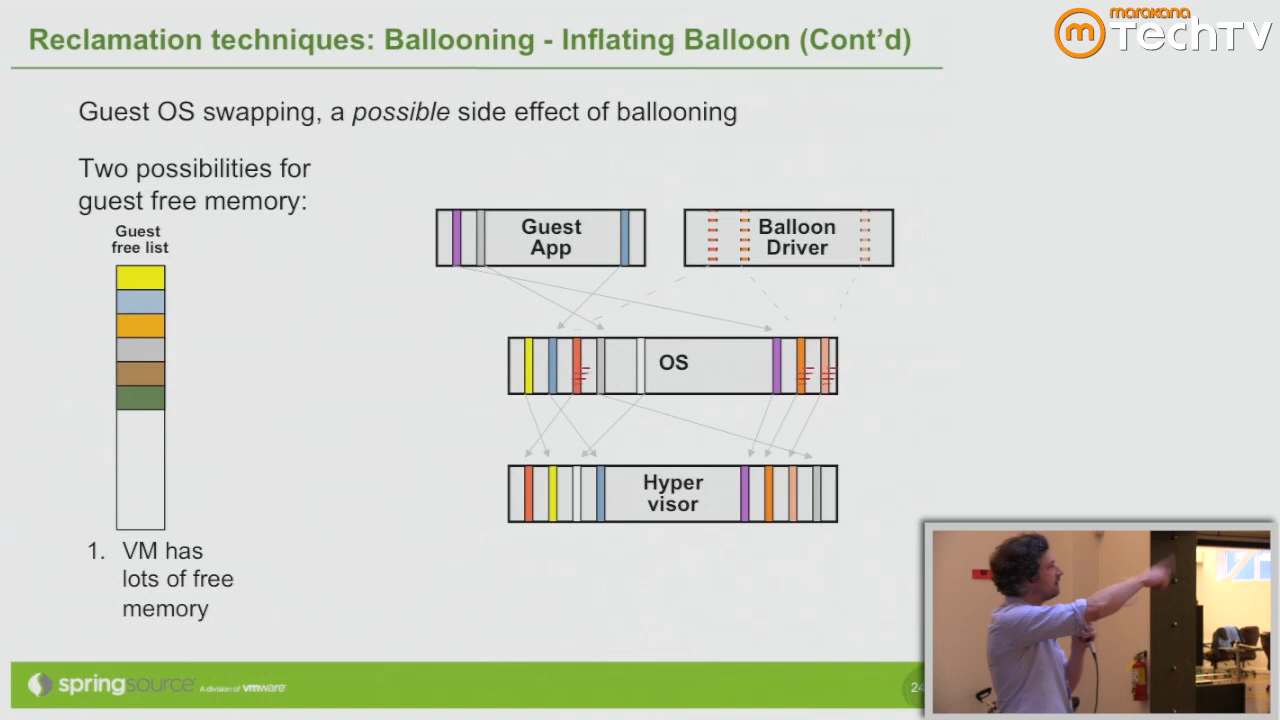 Reclamation techniques: Ballooning - Inflating Balloon (Cont'd)
marakana
TechTV
Guest OS swapping, a possible side effect of ballooning
Two possibilities for
guest free memory:
Guest
free list
Guest
App
Balloon
Driver
OS
Hyper
visor
1. VM has
lots of free
memory
springsource
A division of vmware